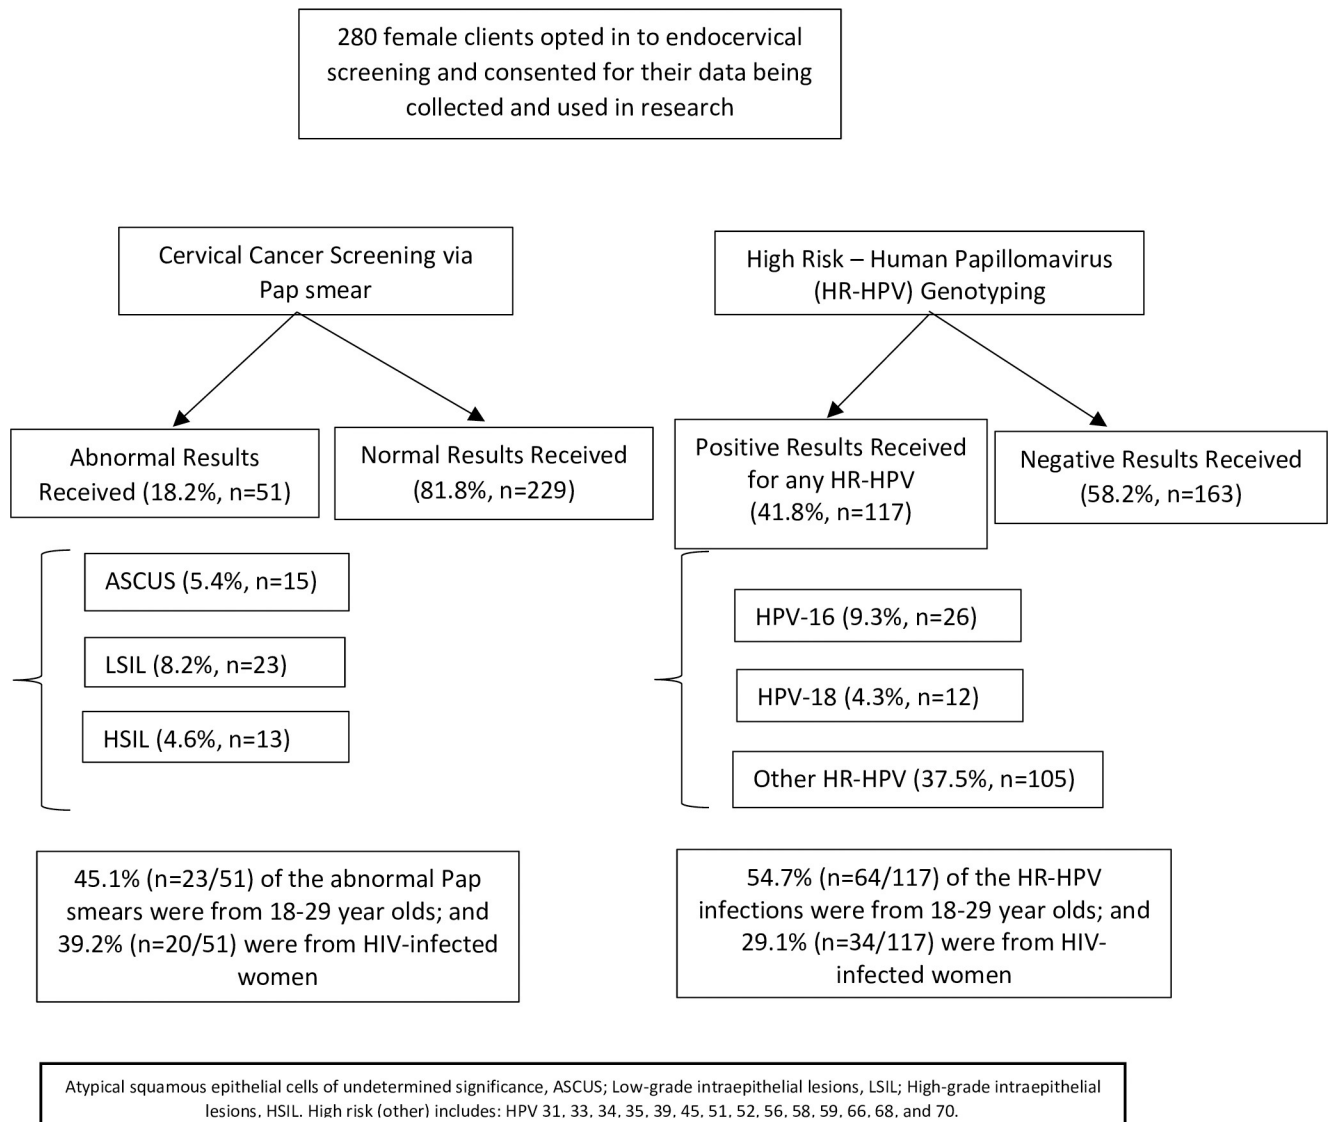 280 female clients opted in to endocervical
screening and consented for their data being
collected and used in research
Cervical Cancer Screening via
Pap smear
High Risk – Human Papillomavirus
(HR-HPV) Genotyping
Abnormal Results
Received (18.2%, n=51)
Normal Results Received
(81.8%, n=229)
Positive Results Received
for any HR-HPV
(41.8%, n=117)
Negative Results Received
(58.2%, n=163)
ASCUS (5.4%, n=15)
LSIL (8.2%, n=23)
HSIL (4.6%, n=13)
HPV-16 (9.3%, n=26)
HPV-18 (4.3%, n=12)
Other HR-HPV (37.5%, n=105)
45.1% (n=23/51) of the abnormal Pap
smears were from 18-29 year olds; and
39.2% (n=20/51) were from HIV-infected
women
54.7% (n=64/117) of the HR-HPV
infections were from 18-29 year olds; and
29.1% (n=34/117) were from HIV-
infected women
Atypical squamous epithelial cells of undetermined significance, ASCUS; Low-grade intraepithelial lesions, LSIL; High-grade intraepithelial
lesions, HSIL. High risk (other) includes: HPV 31, 33, 34, 35, 39, 45, 51, 52, 56, 58, 59, 66, 68, and 70.